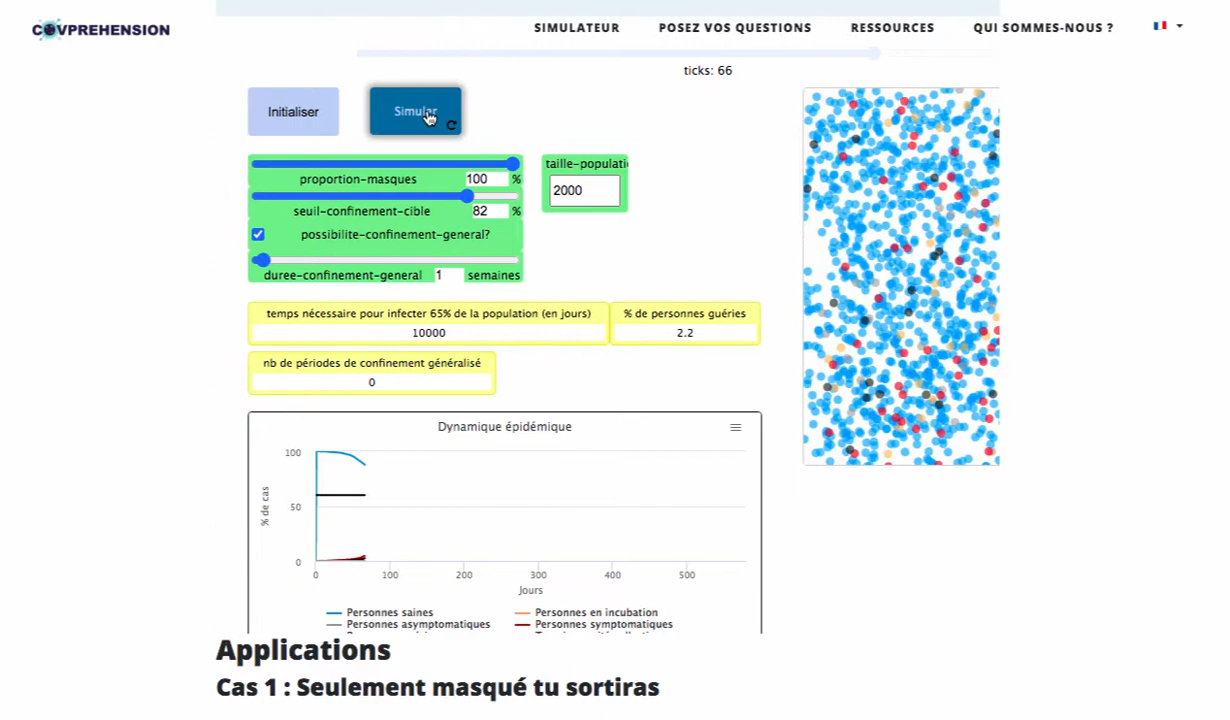 COVPREHENSION
SIMULATEUR POSEZ VOS QUESTIONS RESSOURCES QUI SOMMES-NOUS ?
ticks: 66
Initialiser
Simular
proportion-masques 100 %
seuil-confinement-cible 82 %
possibilite-confinement-general?
duree-confinement-general 1 semaines
taille-populati
2000
temps nécessaire pour infecter 65% de la population (en jours)
10000
% de personnes guéries
2.2
nb de périodes de confinement généralisé
0
Dynamique épidémique
% de cas
100
50
0
0 100 200 300 400 500
Jours
Personnes saines
Personnes en incubation
Personnes asymptomatiques
Personnes symptomatiques
Applications
Cas 1 : Seulement masqué tu sortiras